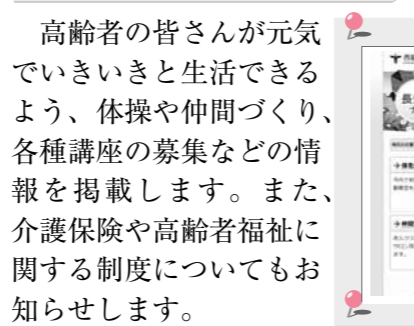 高齢者の皆さんが元気
でいきいきと生活できる
よう、体操や仲間づくり、
各種講座の募集などの情
報を掲載します。また、
介護保険や高齢者福祉に
関する制度についてもお
知らせします。